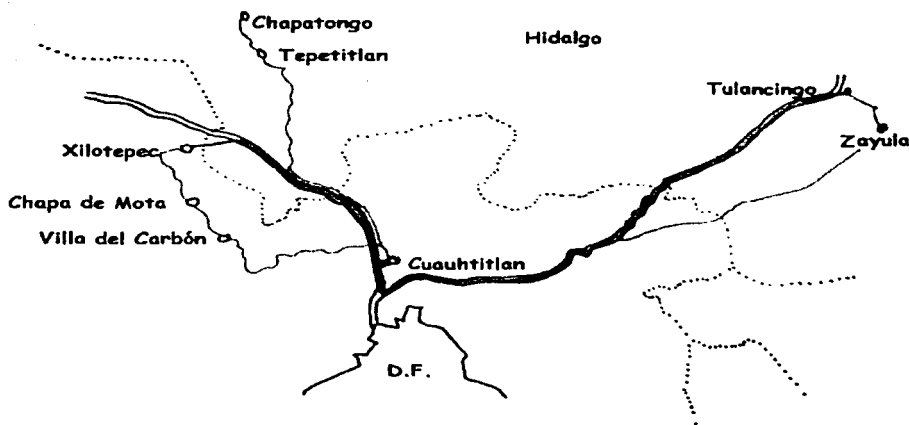 Chapatongo
Hidalgo
Tepetitlan
Tulancingo
Zayula
Xilotepec
Chapa de Mota
Villa del Carbón
Cuauhtitlan
D.F.